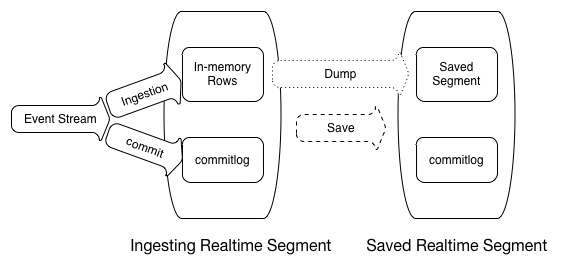 In-memory
Rows
Dump
Saved
Segment
Ingestion
Event Stream
Save
commit
commitlog
commitlog
Ingesting Realtime Segment
Saved Realtime Segment